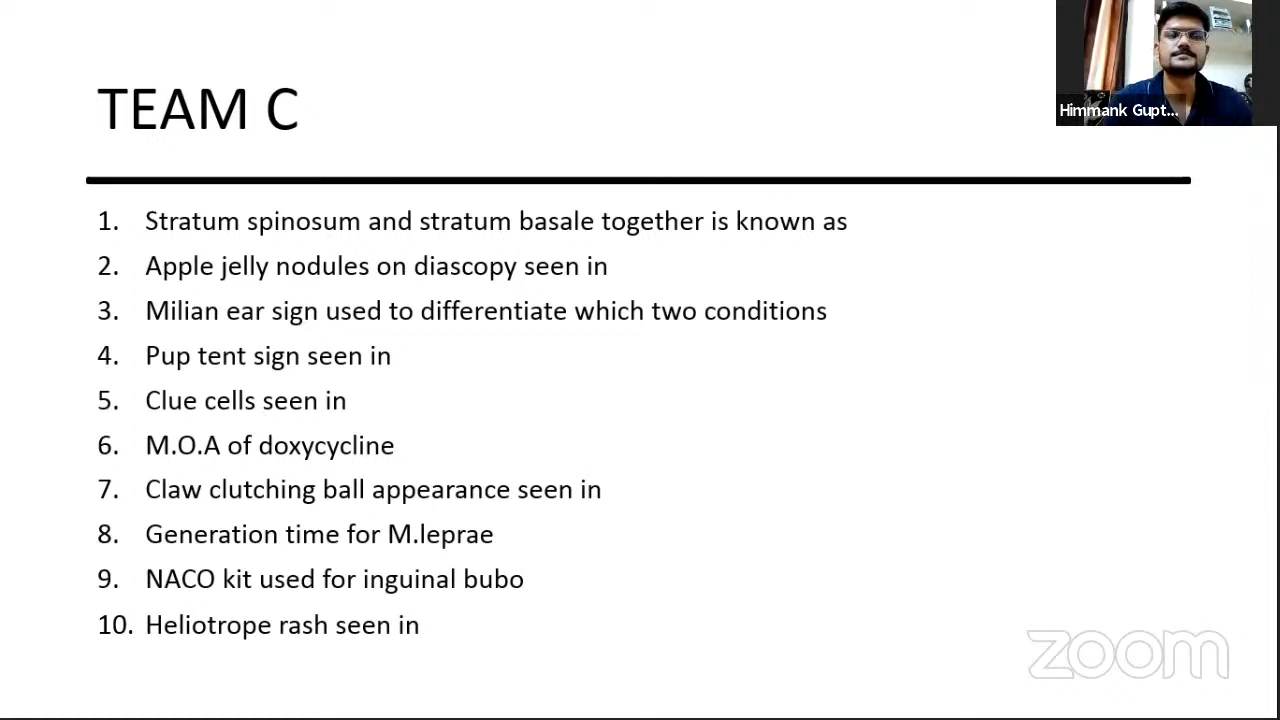 Himmank Gupt...
TEAM C
1. Stratum spinosum and stratum basale together is known as
2. Apple jelly nodules on diascopy seen in
3. Milian ear sign used to differentiate which two conditions
4. Pup tent sign seen in
5. Clue cells seen in
6. M.O.A of doxycycline
7. Claw clutching ball appearance seen in
8. Generation time for M.leprae
9. NACO kit used for inguinal bubo
10. Heliotrope rash seen in
zoom